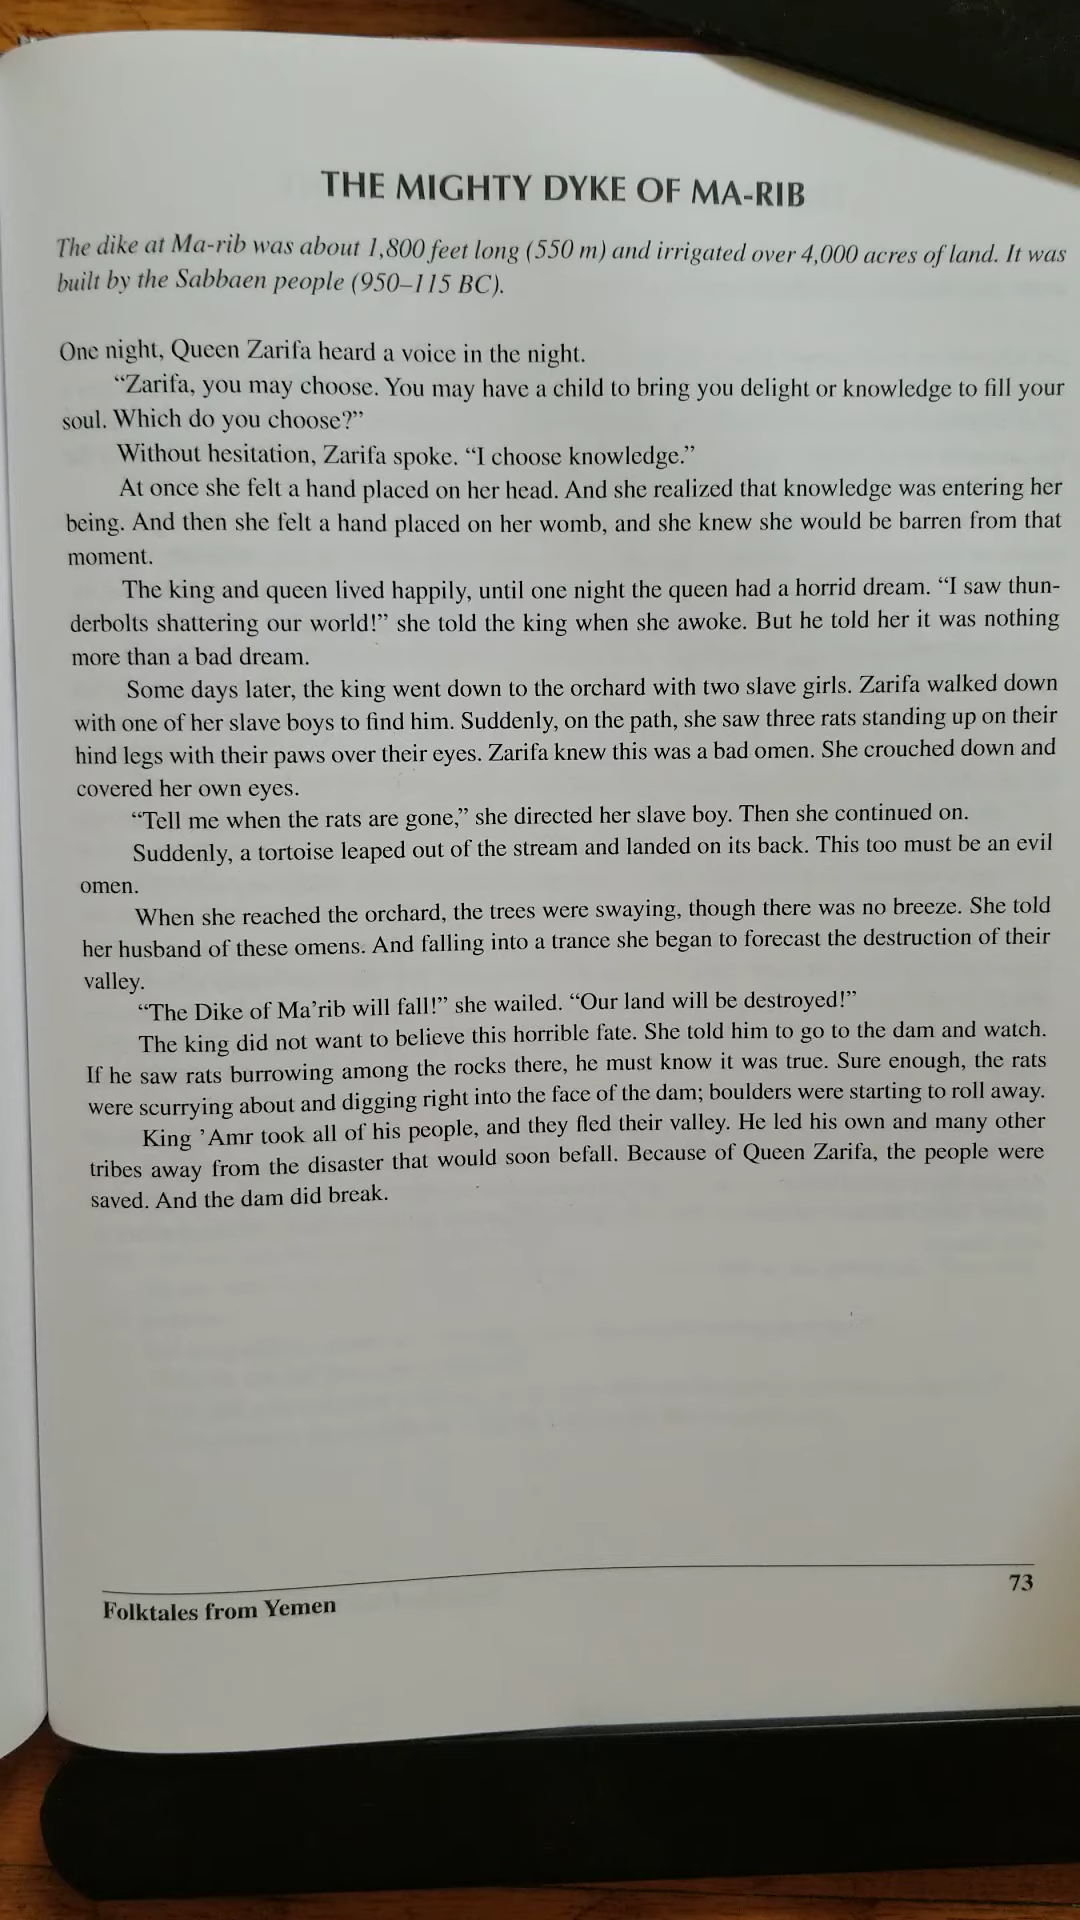 THE MIGHTY DYKE OF MA-RIB
The dike at Ma-rib was about 1,800 feet long (550 m) and irrigated over 4,000 acres of land. It was
built by the Sabbaen people (950–115 BC).
One night, Queen Zarifa heard a voice in the night.
“Zarifa, you may choose. You may have a child to bring you delight or knowledge to fill your
soul. Which do you choose?”
Without hesitation, Zarifa spoke. “I choose knowledge.”
At once she felt a hand placed on her head. And she realized that knowledge was entering her
being. And then she felt a hand placed on her womb, and she knew she would be barren from that
moment.
The king and queen lived happily, until one night the queen had a horrid dream. “I saw thun-
derbolts shattering our world!” she told the king when she awoke. But he told her it was nothing
more than a bad dream.
Some days later, the king went down to the orchard with two slave girls. Zarifa walked down
with one of her slave boys to find him. Suddenly, on the path, she saw three rats standing up on their
hind legs with their paws over their eyes. Zarifa knew this was a bad omen. She crouched down and
covered her own eyes.
“Tell me when the rats are gone,” she directed her slave boy. Then she continued on.
Suddenly, a tortoise leaped out of the stream and landed on its back. This too must be an evil
omen.
When she reached the orchard, the trees were swaying, though there was no breeze. She told
her husband of these omens. And falling into a trance she began to forecast the destruction of their
valley.
“The Dike of Ma’rib will fall!” she wailed. “Our land will be destroyed!”
The king did not want to believe this horrible fate. She told him to go to the dam and watch.
If he saw rats burrowing among the rocks there, he must know it was true. Sure enough, the rats
were scurrying about and digging right into the face of the dam; boulders were starting to roll away.
King ’Amr took all of his people, and they fled their valley. He led his own and many other
tribes away from the disaster that would soon befall. Because of Queen Zarifa, the people were
saved. And the dam did break.
Folktales from Yemen
73